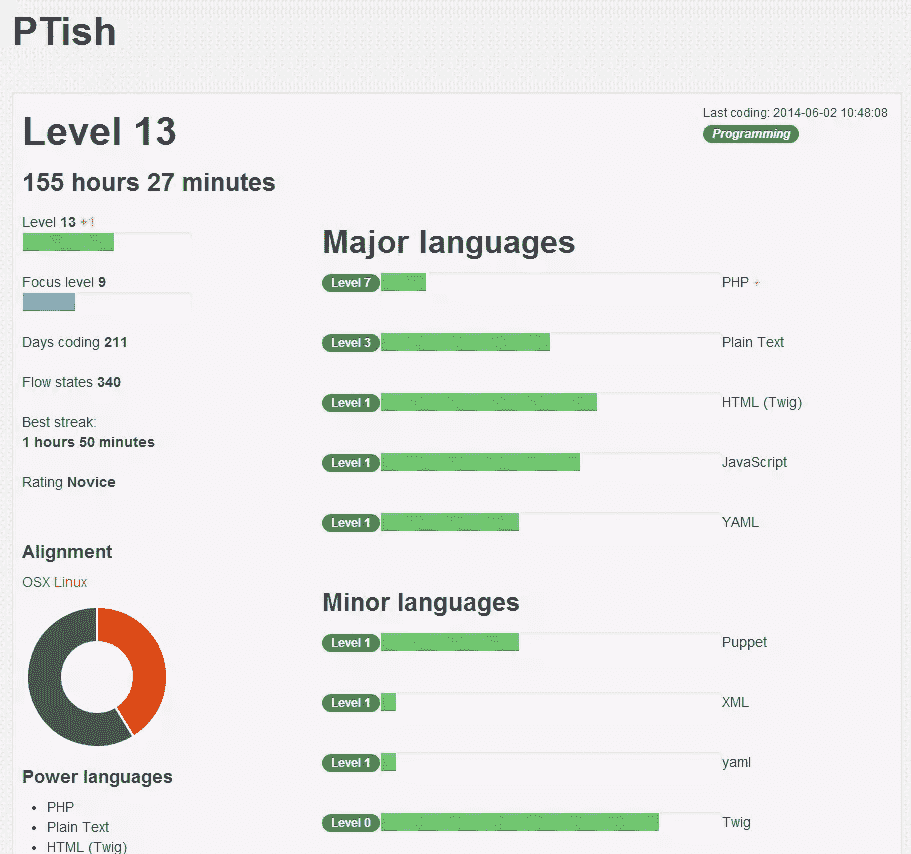 PTish
Last coding: 2014-06-02 10:48:08
Programming
Level 13
155 hours 27 minutes
Level 13 +1
Focus level 9
Days coding 211
Flow states 340
Best streak:
1 hours 50 minutes
Rating Novice
Alignment
OSX Linux
Power languages
• PHP
• Plain Text
• HTML (Twig)
Major languages
Level 7 PHP +
Level 3 Plain Text
Level 1 HTML (Twig)
Level 1 JavaScript
Level 1 YAML
Minor languages
Level 1 Puppet
Level 1 XML
Level 1 yaml
Level 0 Twig